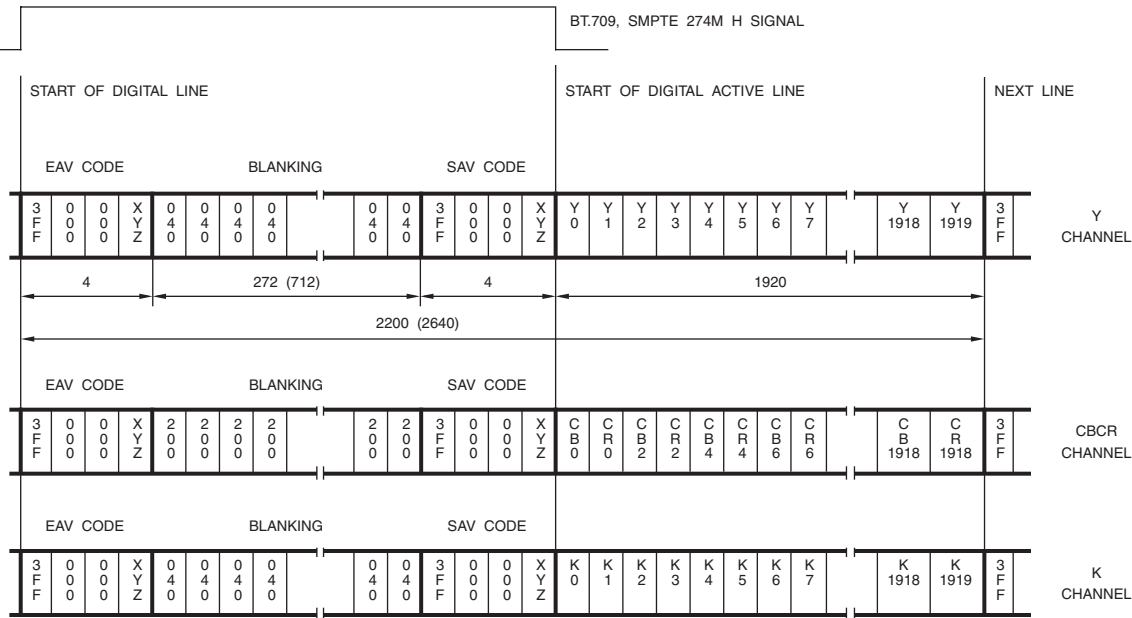 BT.709, SMPTE 274M H SIGNAL
START OF DIGITAL LINE START OF DIGITAL ACTIVE LINE NEXT LINE
EAV CODE BLANKING SAV CODE
3FF 000 000 XYZ 040 040 040 040 040 040 3FF 000 000 XYZ Y0 Y1 Y2 Y3 Y4 Y5 Y6 Y7 Y1918 Y1919 3FF Y CHANNEL
4 272 (712) 4 1920
2200 (2640)
EAV CODE BLANKING SAV CODE
3FF 000 000 XYZ 200 200 200 200 200 200 3FF 000 000 XYZ CB0 CR0 CB2 CR2 CB4 CR4 CB6 CR6 CB1918 CR1918 3FF CBCR CHANNEL
EAV CODE BLANKING SAV CODE
3FF 000 000 XYZ 040 040 040 040 040 040 3FF 000 000 XYZ K0 K1 K2 K3 K4 K5 K6 K7 K1918 K1919 3FF K CHANNEL